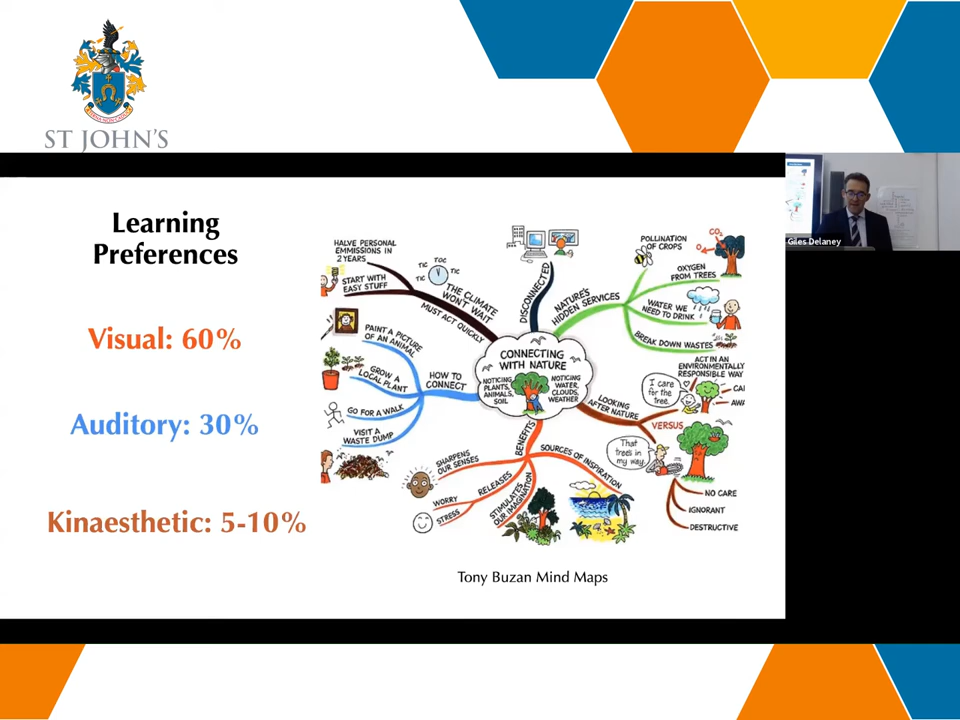 ST JOHN'S
Giles Delaney
Learning
Preferences
Visual: 60%
Auditory: 30%
Kinaesthetic: 5-10%
HALVE PERSONAL
EMMISSIONS IN
2 YEARS
START WITH
EASY STUFF
TIC
TIC
TIC
THE CLIMATE
WON'T WAIT
MUST ACT QUICKLY
DISCONNECTED
NATURE'S
HIDDEN SERVICES
POLLINATION
OF CROPS
CO2
O
OXYGEN
FROM TREES
WATER WE
NEED TO DRINK
BREAK DOWN WASTES
CONNECTING
WITH NATURE
NOTICING
PLANTS,
ANIMALS,
SOIL
NOTICING
WATER,
CLOUDS,
WEATHER
PAINT A PICTURE
OF AN ANIMAL
GROW A
LOCAL PLANT
GO FOR A WALK
VISIT A
WASTE DUMP
HOW TO
CONNECT
LOOKING
AFTER NATURE
ACT IN AN
ENVIRONMENTALLY
RESPONSIBLE WAY
I care
for the
tree.
CA
AW
VERSUS
That
trees in
my way
NO CARE
IGNORANT
DESTRUCTIVE
BENEFITS
SHARPENS
OUR SENSES
RELEASES
WORRY
STRESS
STIMULATES
OUR IMAGINATION
SOURCES OF INSPIRATION
Tony Buzan Mind Maps